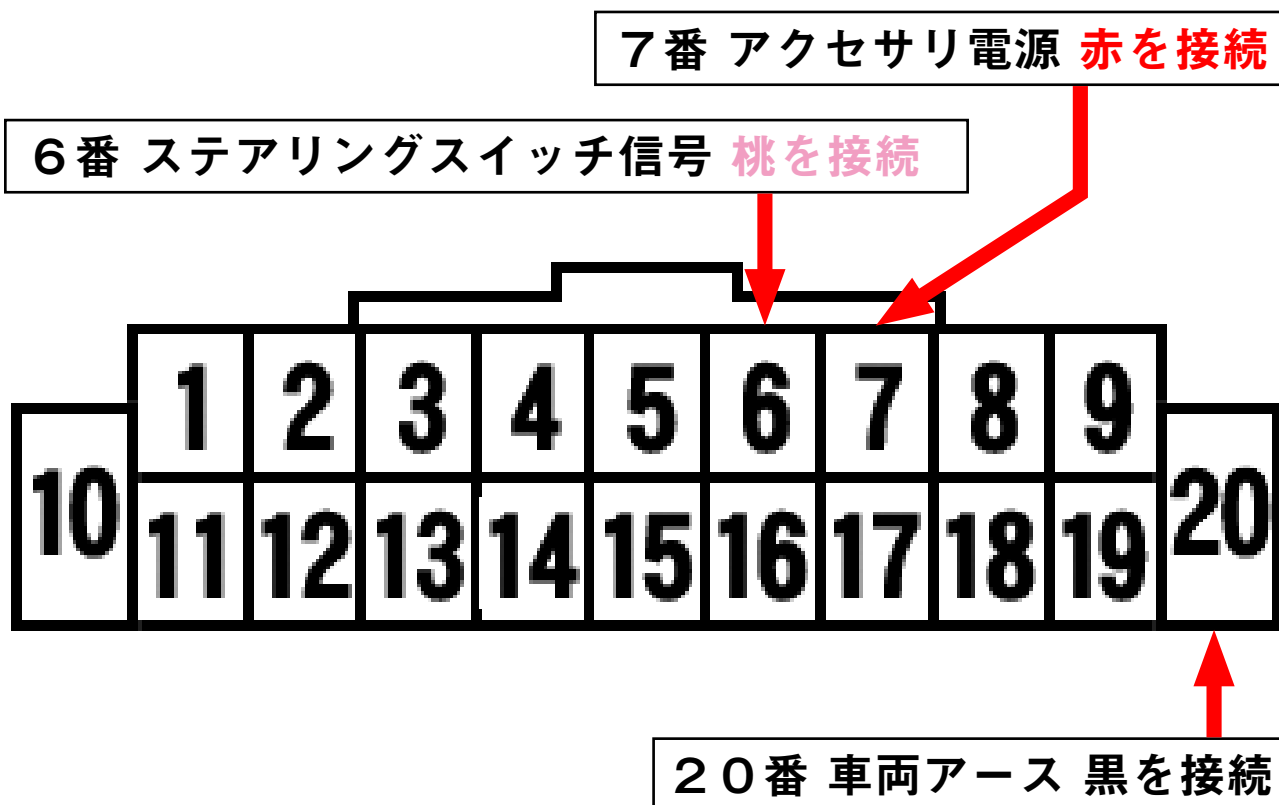 ７番 アクセサリ電源 赤を接続
６番 ステアリングスイッチ信号 桃を接続
1 2 3 4 5 6 7 8 9
10 20
11 12 13 14 15 16 17 18 19
２０番 車両アース 黒を接続